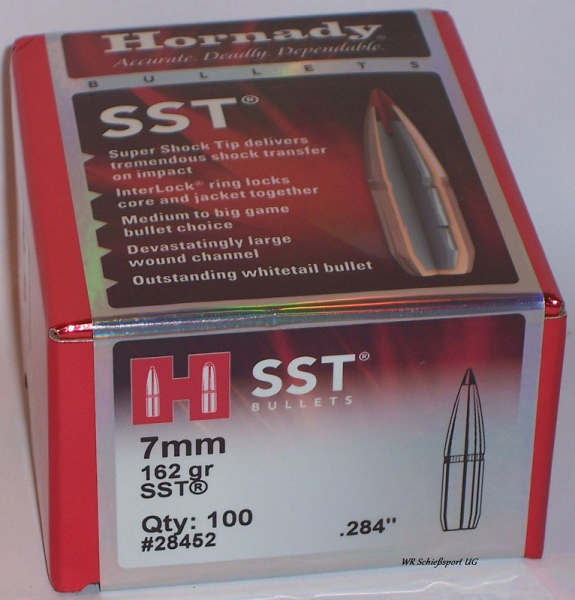 Hornady®
Accurate. Deadly. Dependable.
BULLETS
SST®
Super Shock Tip delivers
tremendous shock transfer
on impact
InterLock® ring locks
core and jacket together
Medium to big game
bullet choice
Devastatingly large
wound channel
Outstanding whitetail bullet
H
SST®
BULLETS
7mm
162 gr
SST®
Qty: 100
#28452
.284"
WR Schießsport UG